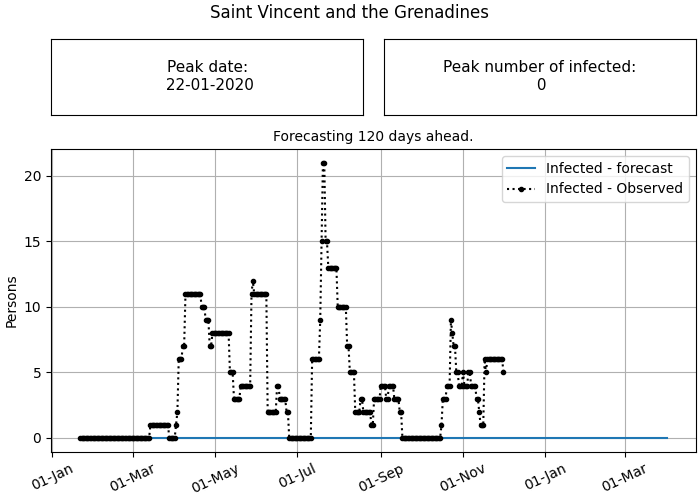 Saint Vincent and the Grenadines
Peak date:
22-01-2020
Peak number of infected:
0
Forecasting 120 days ahead.
Infected - forecast
Infected - Observed
Persons
20
15
10
5
0
01-Jan
01-Mar
01-May
01-Jul
01-Sep
01-Nov
01-Jan
01-Mar